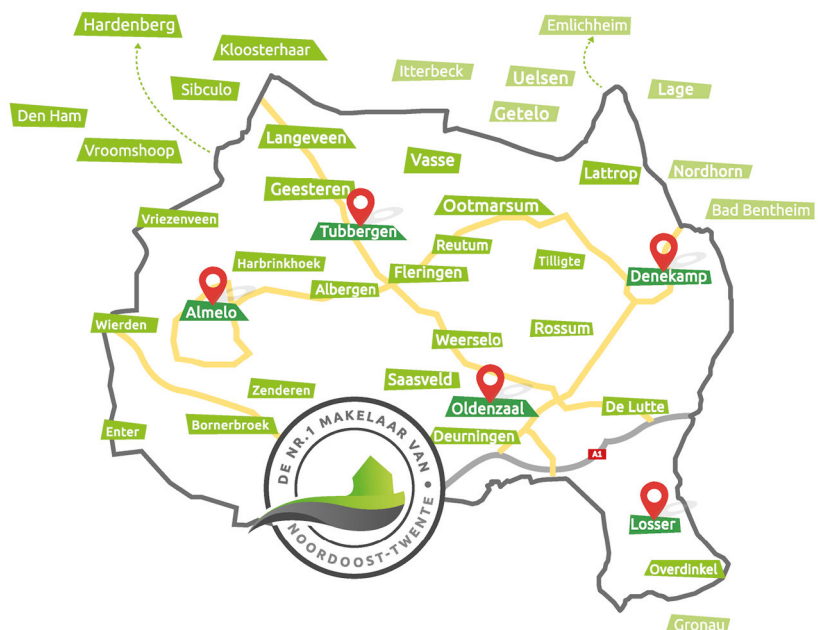 Hardenberg
Emlichheim
Kloosterhaar
Itterbeck
Uelsen
Sibculo
Lage
Den Ham
Getelo
Langeveen
Vroomshoop
Vasse
Lattrop
Nordhorn
Geesteren
Ootmarsum
Bad Bentheim
Vriezenveen
Tubbergen
Reutum
Tilligte
Harbrinkhoek
Fleringen
Denekamp
Albergen
Almelo
Wierden
Rossum
Weerselo
Saasveld
Zenderen
Oldenzaal
De Lutte
Bornerbroek
Enter
Deurningen
A1
DE NR.1 MAKELAAR VAN
NOORDOOST-TWENTE
Losser
Overdinkel
Gronau